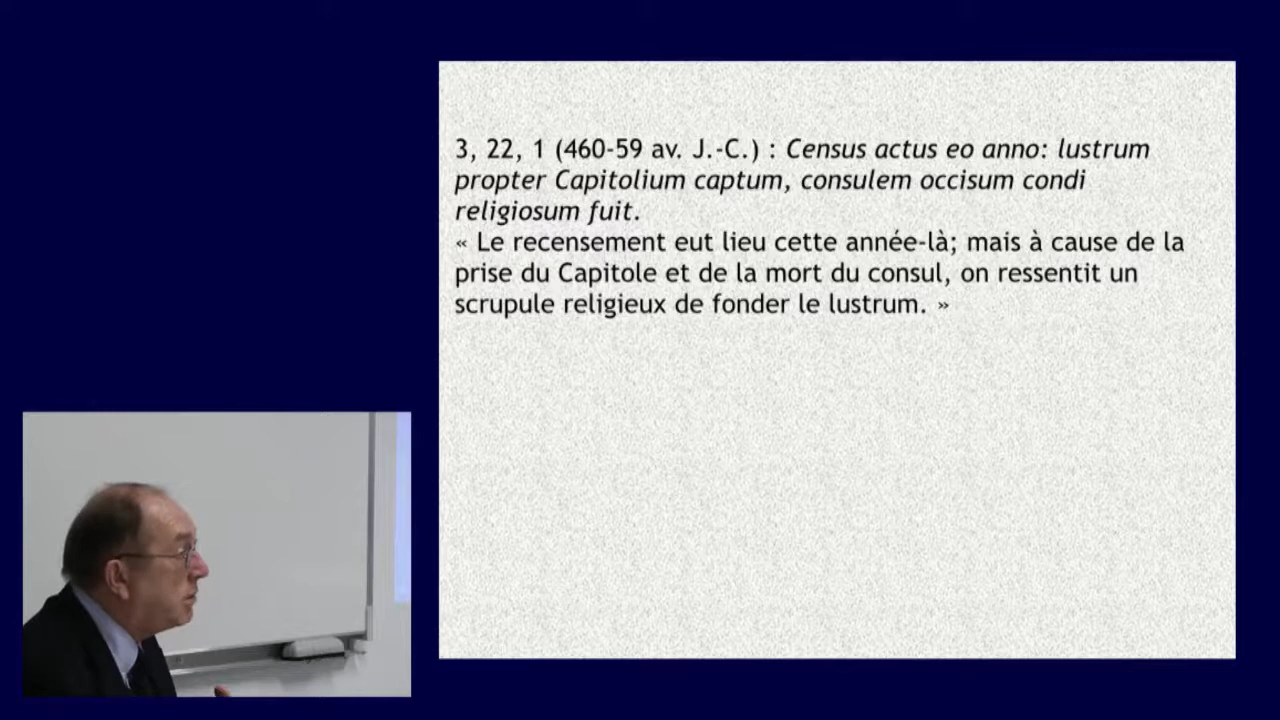 3, 22, 1 (460-59 av. J.-C.) : Census actus eo anno: lustrum
propter Capitolium captum, consulem occisum condi
religiosum fuit.
« Le recensement eut lieu cette année-là; mais à cause de la
prise du Capitole et de la mort du consul, on ressentit un
scrupule religieux de fonder le lustrum. »